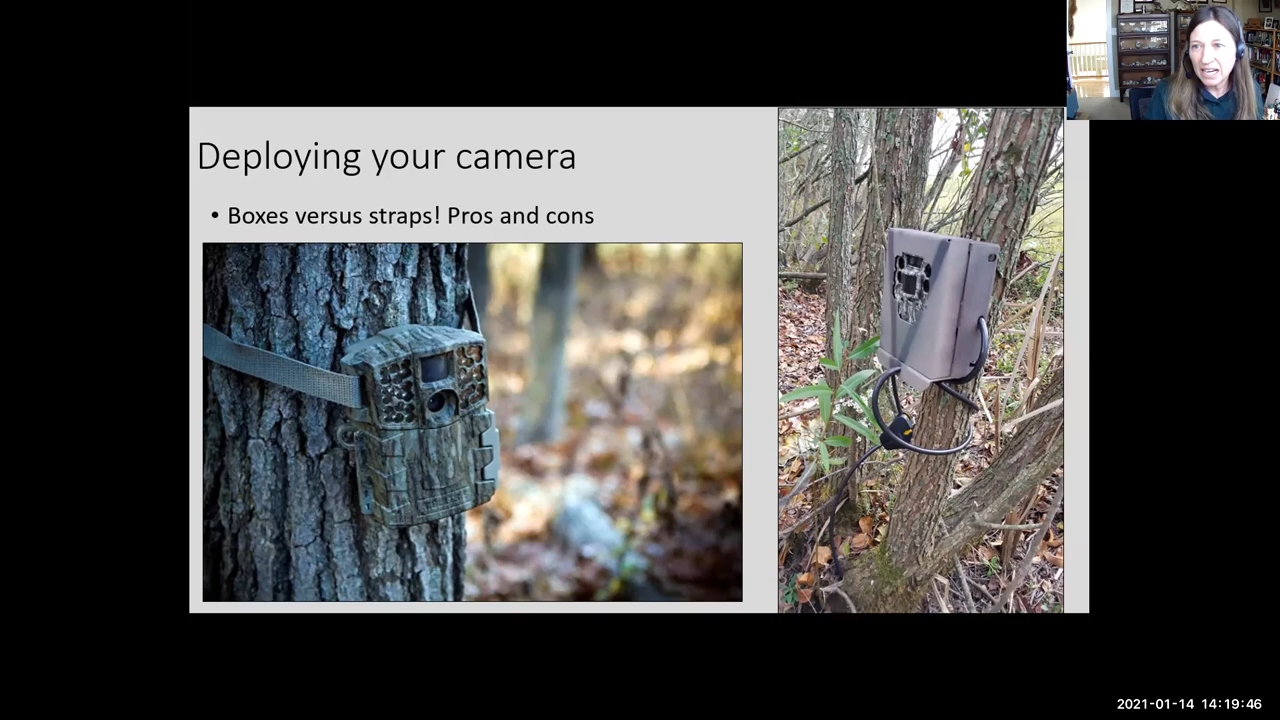 Deploying your camera
• Boxes versus straps! Pros and cons
2021-01-14 14:19:46